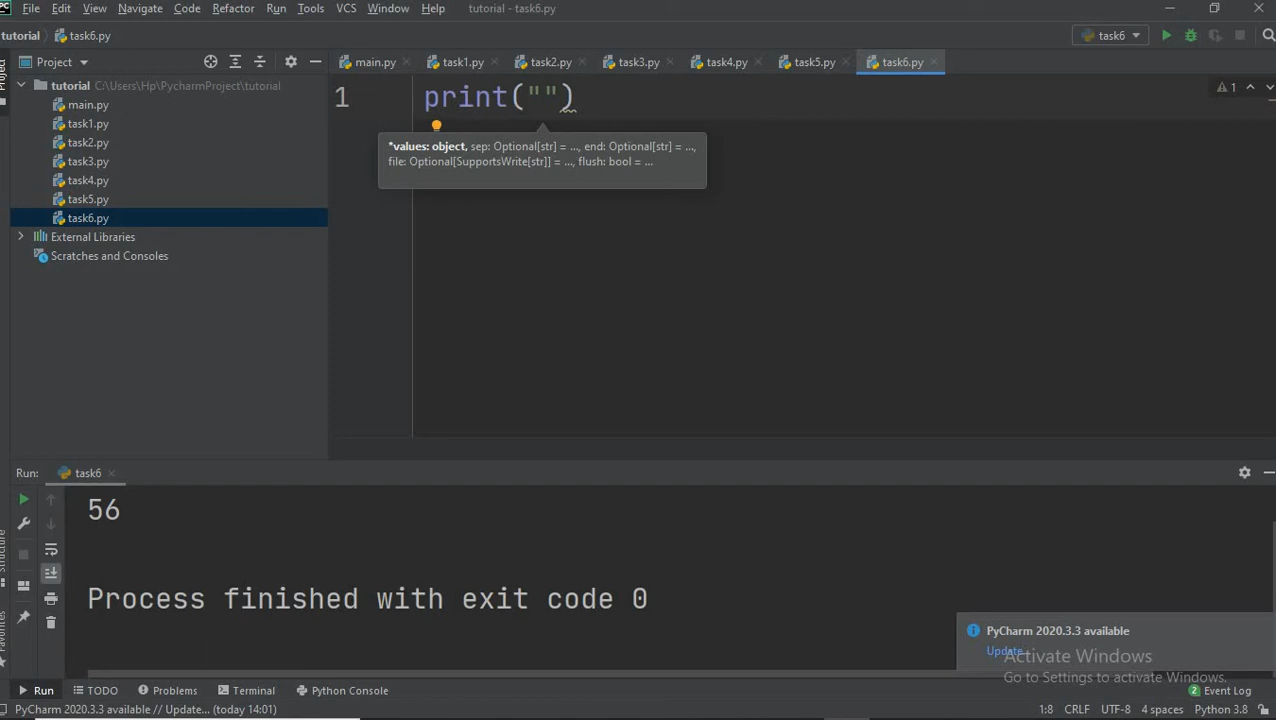 PC File Edit View Navigate Code Refactor Run Tools VCS Window Help tutorial - task6.py
tutorial task6.py task6
Project main.py task1.py task2.py task3.py task4.py task5.py task6.py
tutorial C:\Users\Hp\PycharmProject\tutorial
main.py
task1.py
task2.py
task3.py
task4.py
task5.py
task6.py
External Libraries
Scratches and Consoles
1 print("")
1
*values: object, sep: Optional[str] = ..., end: Optional[str] = ...,
file: Optional[SupportsWrite[str]] = ..., flush: bool = ...
Project
Run: task6
56
Process finished with exit code 0
Structure
Favorites
PyCharm 2020.3.3 available
Update...
Activate Windows
Go to Settings to activate Windows.
Run TODO Problems Terminal Python Console 2 Event Log
PyCharm 2020.3.3 available // Update... (today 14:01) 1:8 CRLF UTF-8 4 spaces Python 3.8